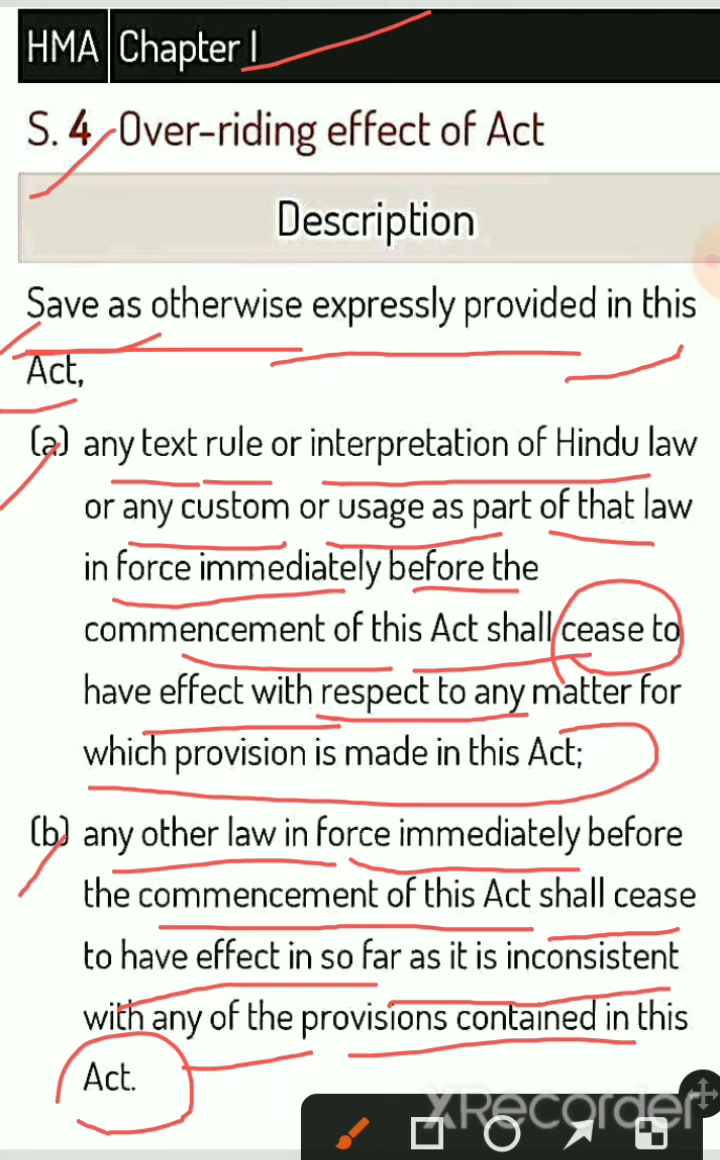 HMA Chapter I
S. 4 Over-riding effect of Act
Description
Save as otherwise expressly provided in this
Act,
(a) any text rule or interpretation of Hindu law
or any custom or usage as part of that law
in force immediately before the
commencement of this Act shall cease to
have effect with respect to any matter for
which provision is made in this Act;
(b) any other law in force immediately before
the commencement of this Act shall cease
to have effect in so far as it is inconsistent
with any of the provisions contained in this
Act.
XRecorder